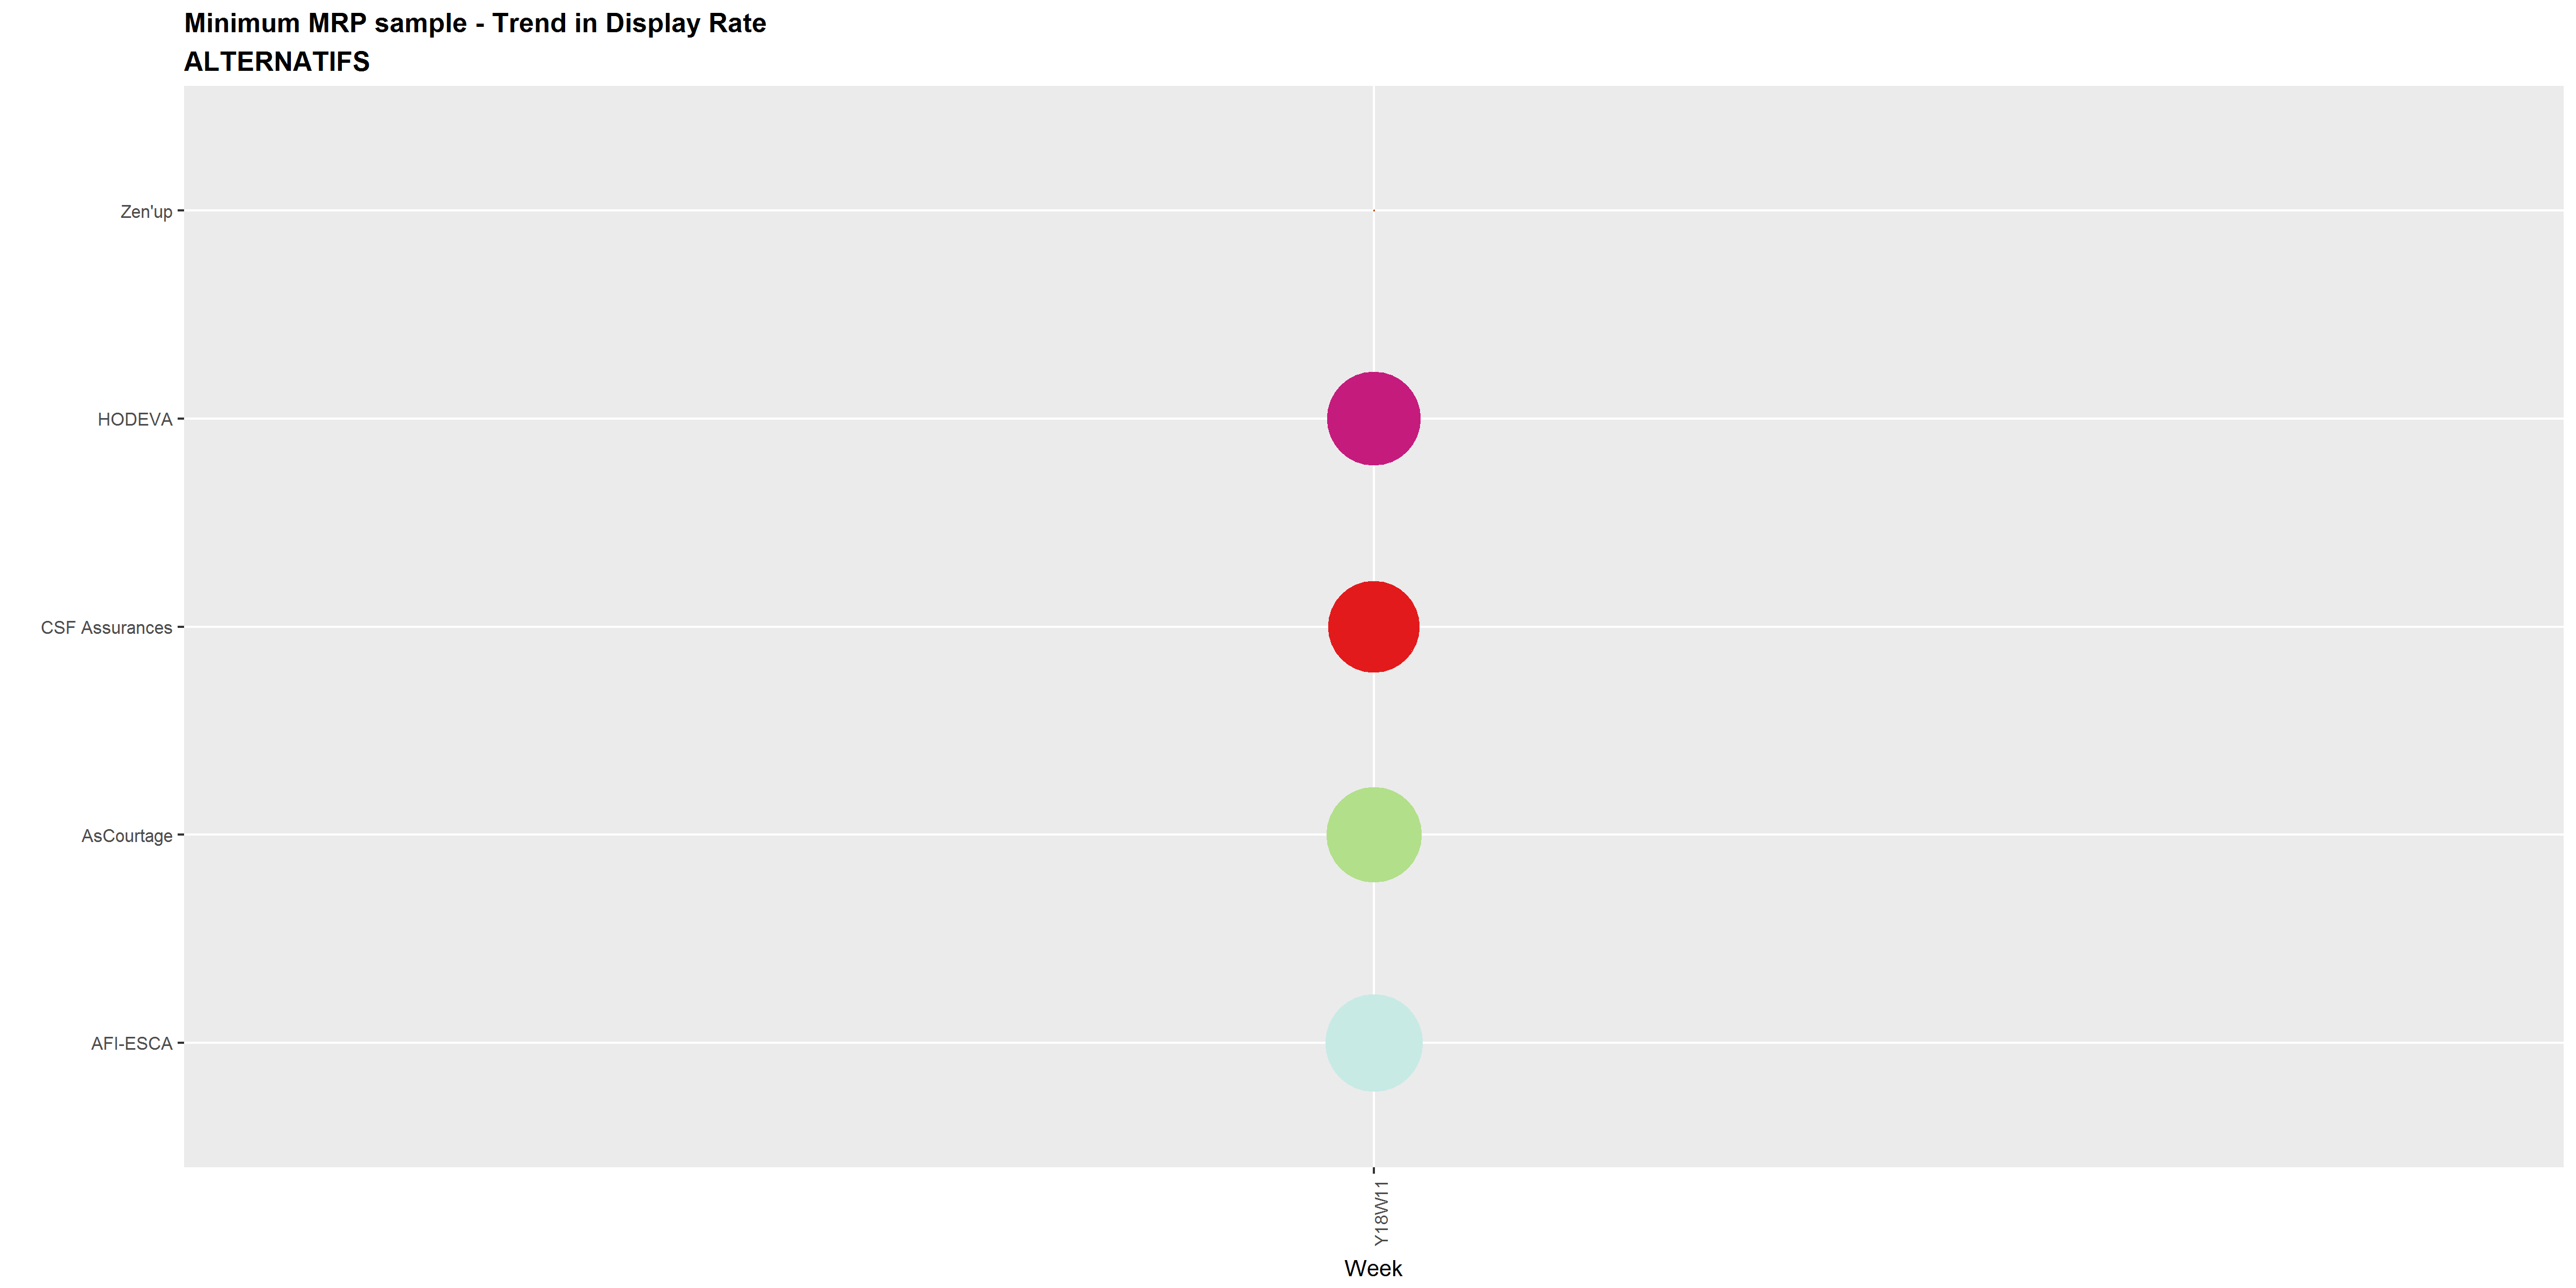 Minimum MRP sample - Trend in Display Rate
ALTERNATIFS
Zen'up
HODEVA
CSF Assurances
AsCourtage
AFI-ESCA
Y18W11
Week